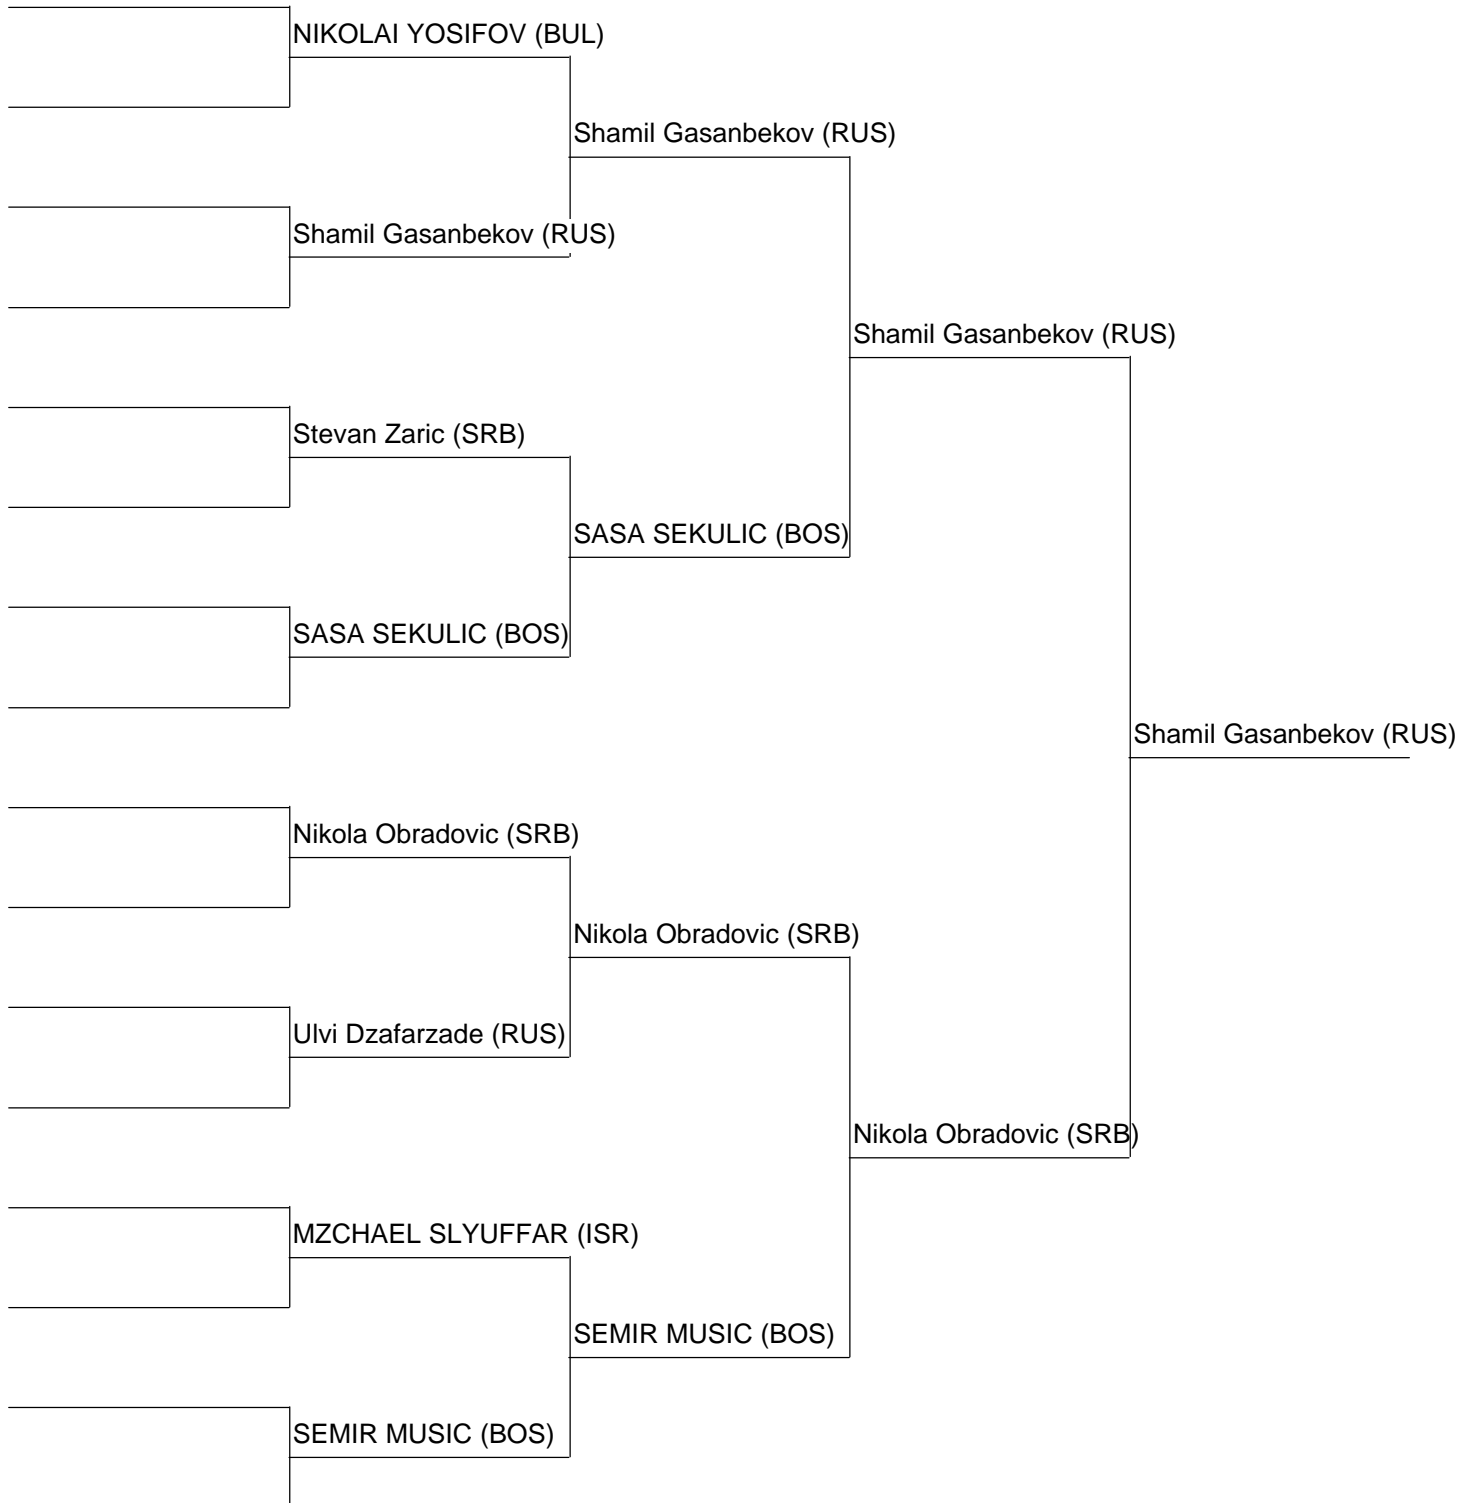 NIKOLAI YOSIFOV (BUL)
Shamil Gasanbekov (RUS)
Shamil Gasanbekov (RUS)
Shamil Gasanbekov (RUS)
Stevan Zaric (SRB)
SASA SEKULIC (BOS)
SASA SEKULIC (BOS)
Shamil Gasanbekov (RUS)
Nikola Obradovic (SRB)
Nikola Obradovic (SRB)
Ulvi Dzafarzade (RUS)
Nikola Obradovic (SRB)
MZCHAEL SLYUFFAR (ISR)
SEMIR MUSIC (BOS)
SEMIR MUSIC (BOS)